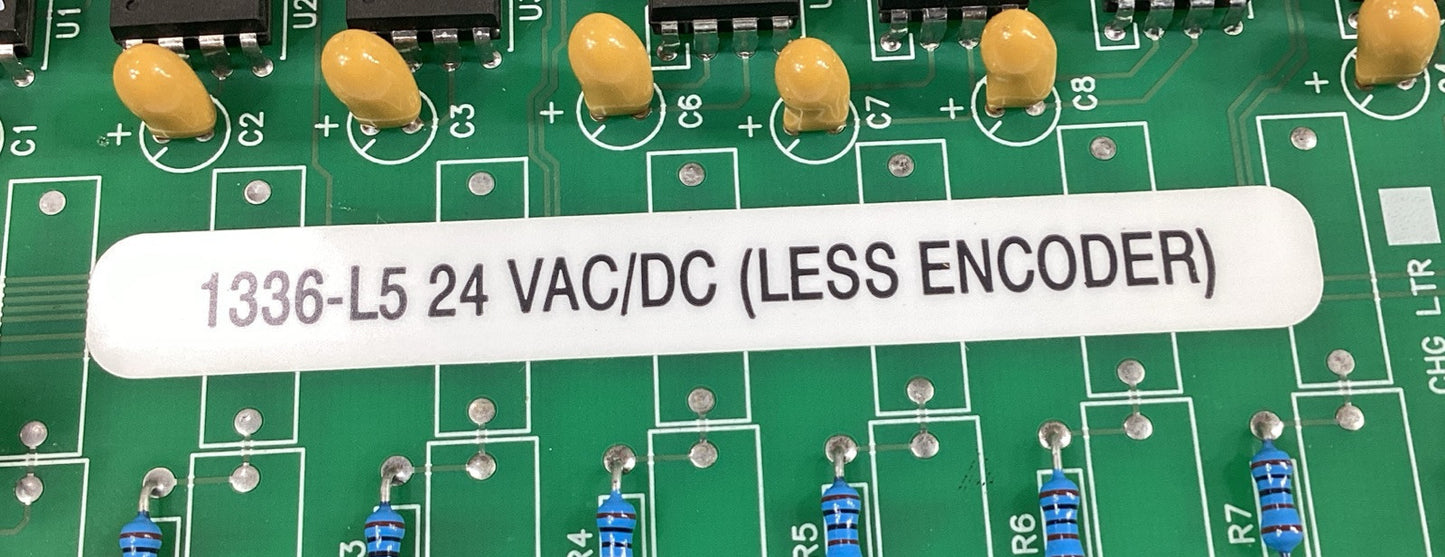 U1
U2
C1
+
C2
+
C3
+
C6
+
C7
+
C8
+
1336-L5 24 VAC/DC (LESS ENCODER)
CHG LTR
R4
R5
R6
R7